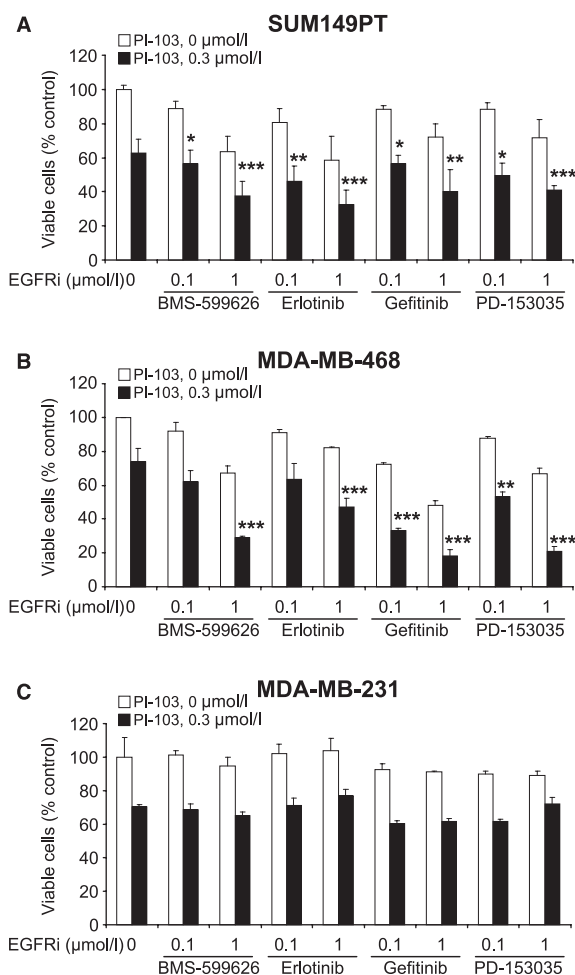 A SUM149PT
PI-103, 0 µmol/l
PI-103, 0.3 µmol/l
Viable cells (% control)
120
100
80
60
40
20
0
* *** ** *** * ** * ***
EGFRi (µmol/l) 0 0.1 1 0.1 1 0.1 1 0.1 1
BMS-599626 Erlotinib Gefitinib PD-153035
B MDA-MB-468
PI-103, 0 µmol/l
PI-103, 0.3 µmol/l
Viable cells (% control)
120
100
80
60
40
20
0
*** *** *** *** ** ***
EGFRi (µmol/l) 0 0.1 1 0.1 1 0.1 1 0.1 1
BMS-599626 Erlotinib Gefitinib PD-153035
C MDA-MB-231
PI-103, 0 µmol/l
PI-103, 0.3 µmol/l
Viable cells (% control)
120
100
80
60
40
20
0
EGFRi (µmol/l) 0 0.1 1 0.1 1 0.1 1 0.1 1
BMS-599626 Erlotinib Gefitinib PD-153035